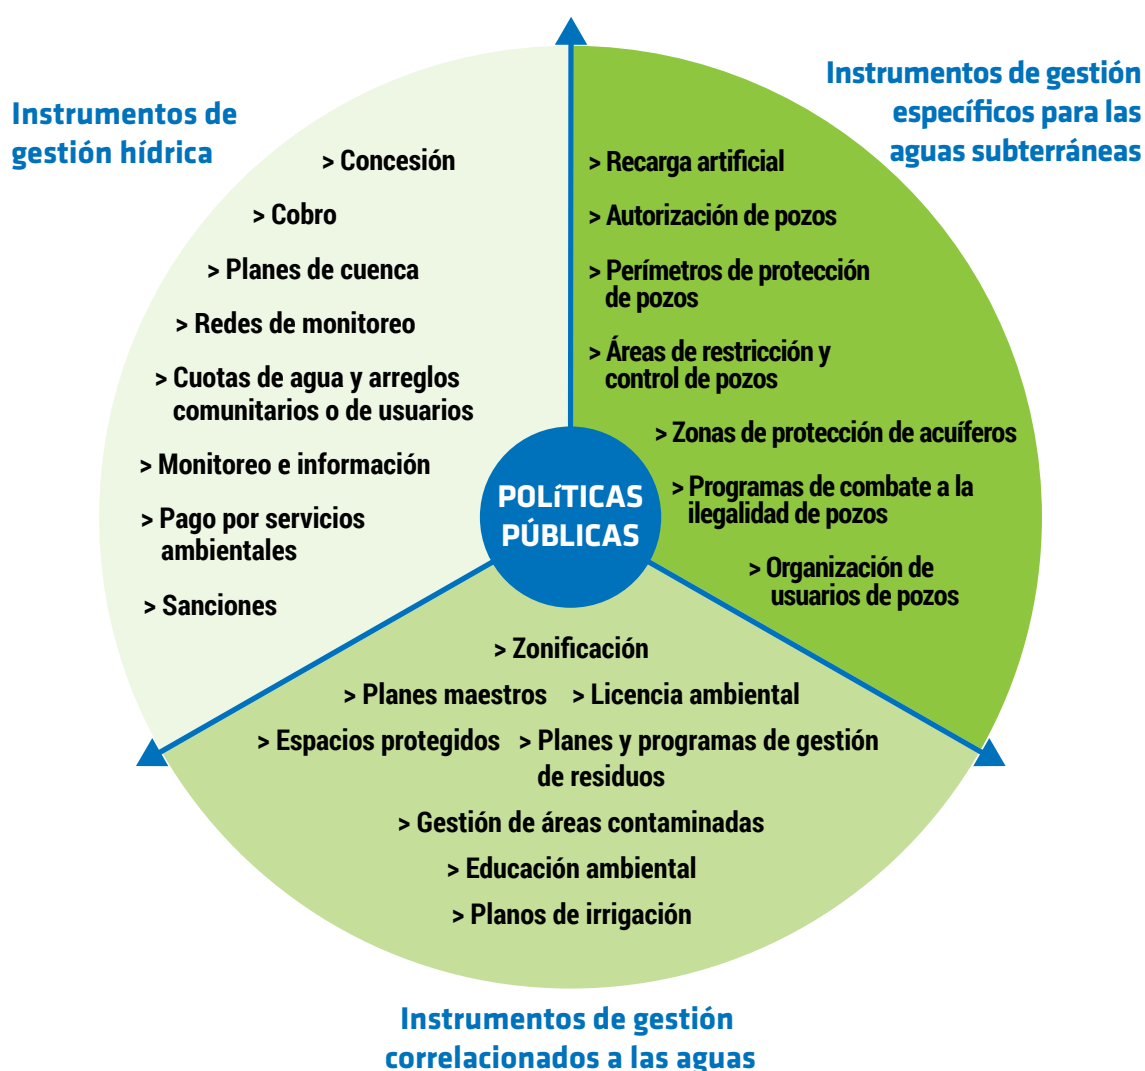 Instrumentos de
gestión hídrica
> Concesión
> Cobro
> Planes de cuenca
> Redes de monitoreo
> Cuotas de agua y arreglos
comunitarios o de usuarios
> Monitoreo e información
> Pago por servicios
ambientales
> Sanciones
Instrumentos de gestión
específicos para las
aguas subterráneas
> Recarga artificial
> Autorización de pozos
> Perímetros de protección
de pozos
> Áreas de restricción y
control de pozos
> Zonas de protección de acuíferos
> Programas de combate a la
ilegalidad de pozos
> Organización de
usuarios de pozos
POLíTICAS
PÚBLICAS
> Zonificación
> Planes maestros > Licencia ambiental
> Espacios protegidos > Planes y programas de gestión
de residuos
> Gestión de áreas contaminadas
> Educación ambiental
> Planos de irrigación
Instrumentos de gestión
correlacionados a las aguas